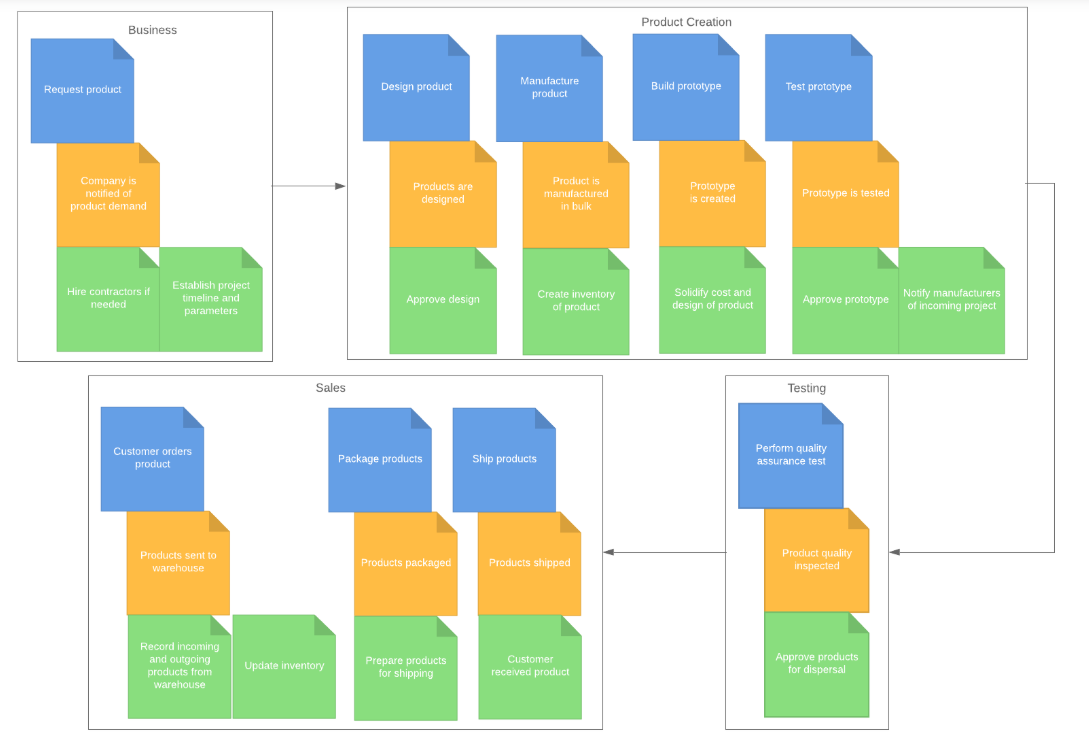 Business
Request product
Company is
notified of
product demand
Hire contractors if
needed
Establish project
timeline and
parameters
Product Creation
Design product
Products are
designed
Approve design
Manufacture
product
Product is
manufactured
in bulk
Create inventory
of product
Build prototype
Prototype
is created
Solidify cost and
design of product
Test prototype
Prototype is tested
Approve prototype
Notify manufacturers
of incoming project
Sales
Customer orders
product
Products sent to
warehouse
Record incoming
and outgoing
products from
warehouse
Update inventory
Package products
Products packaged
Prepare products
for shipping
Ship products
Products shipped
Customer
received product
Testing
Perform quality
assurance test
Product quality
inspected
Approve products
for dispersal